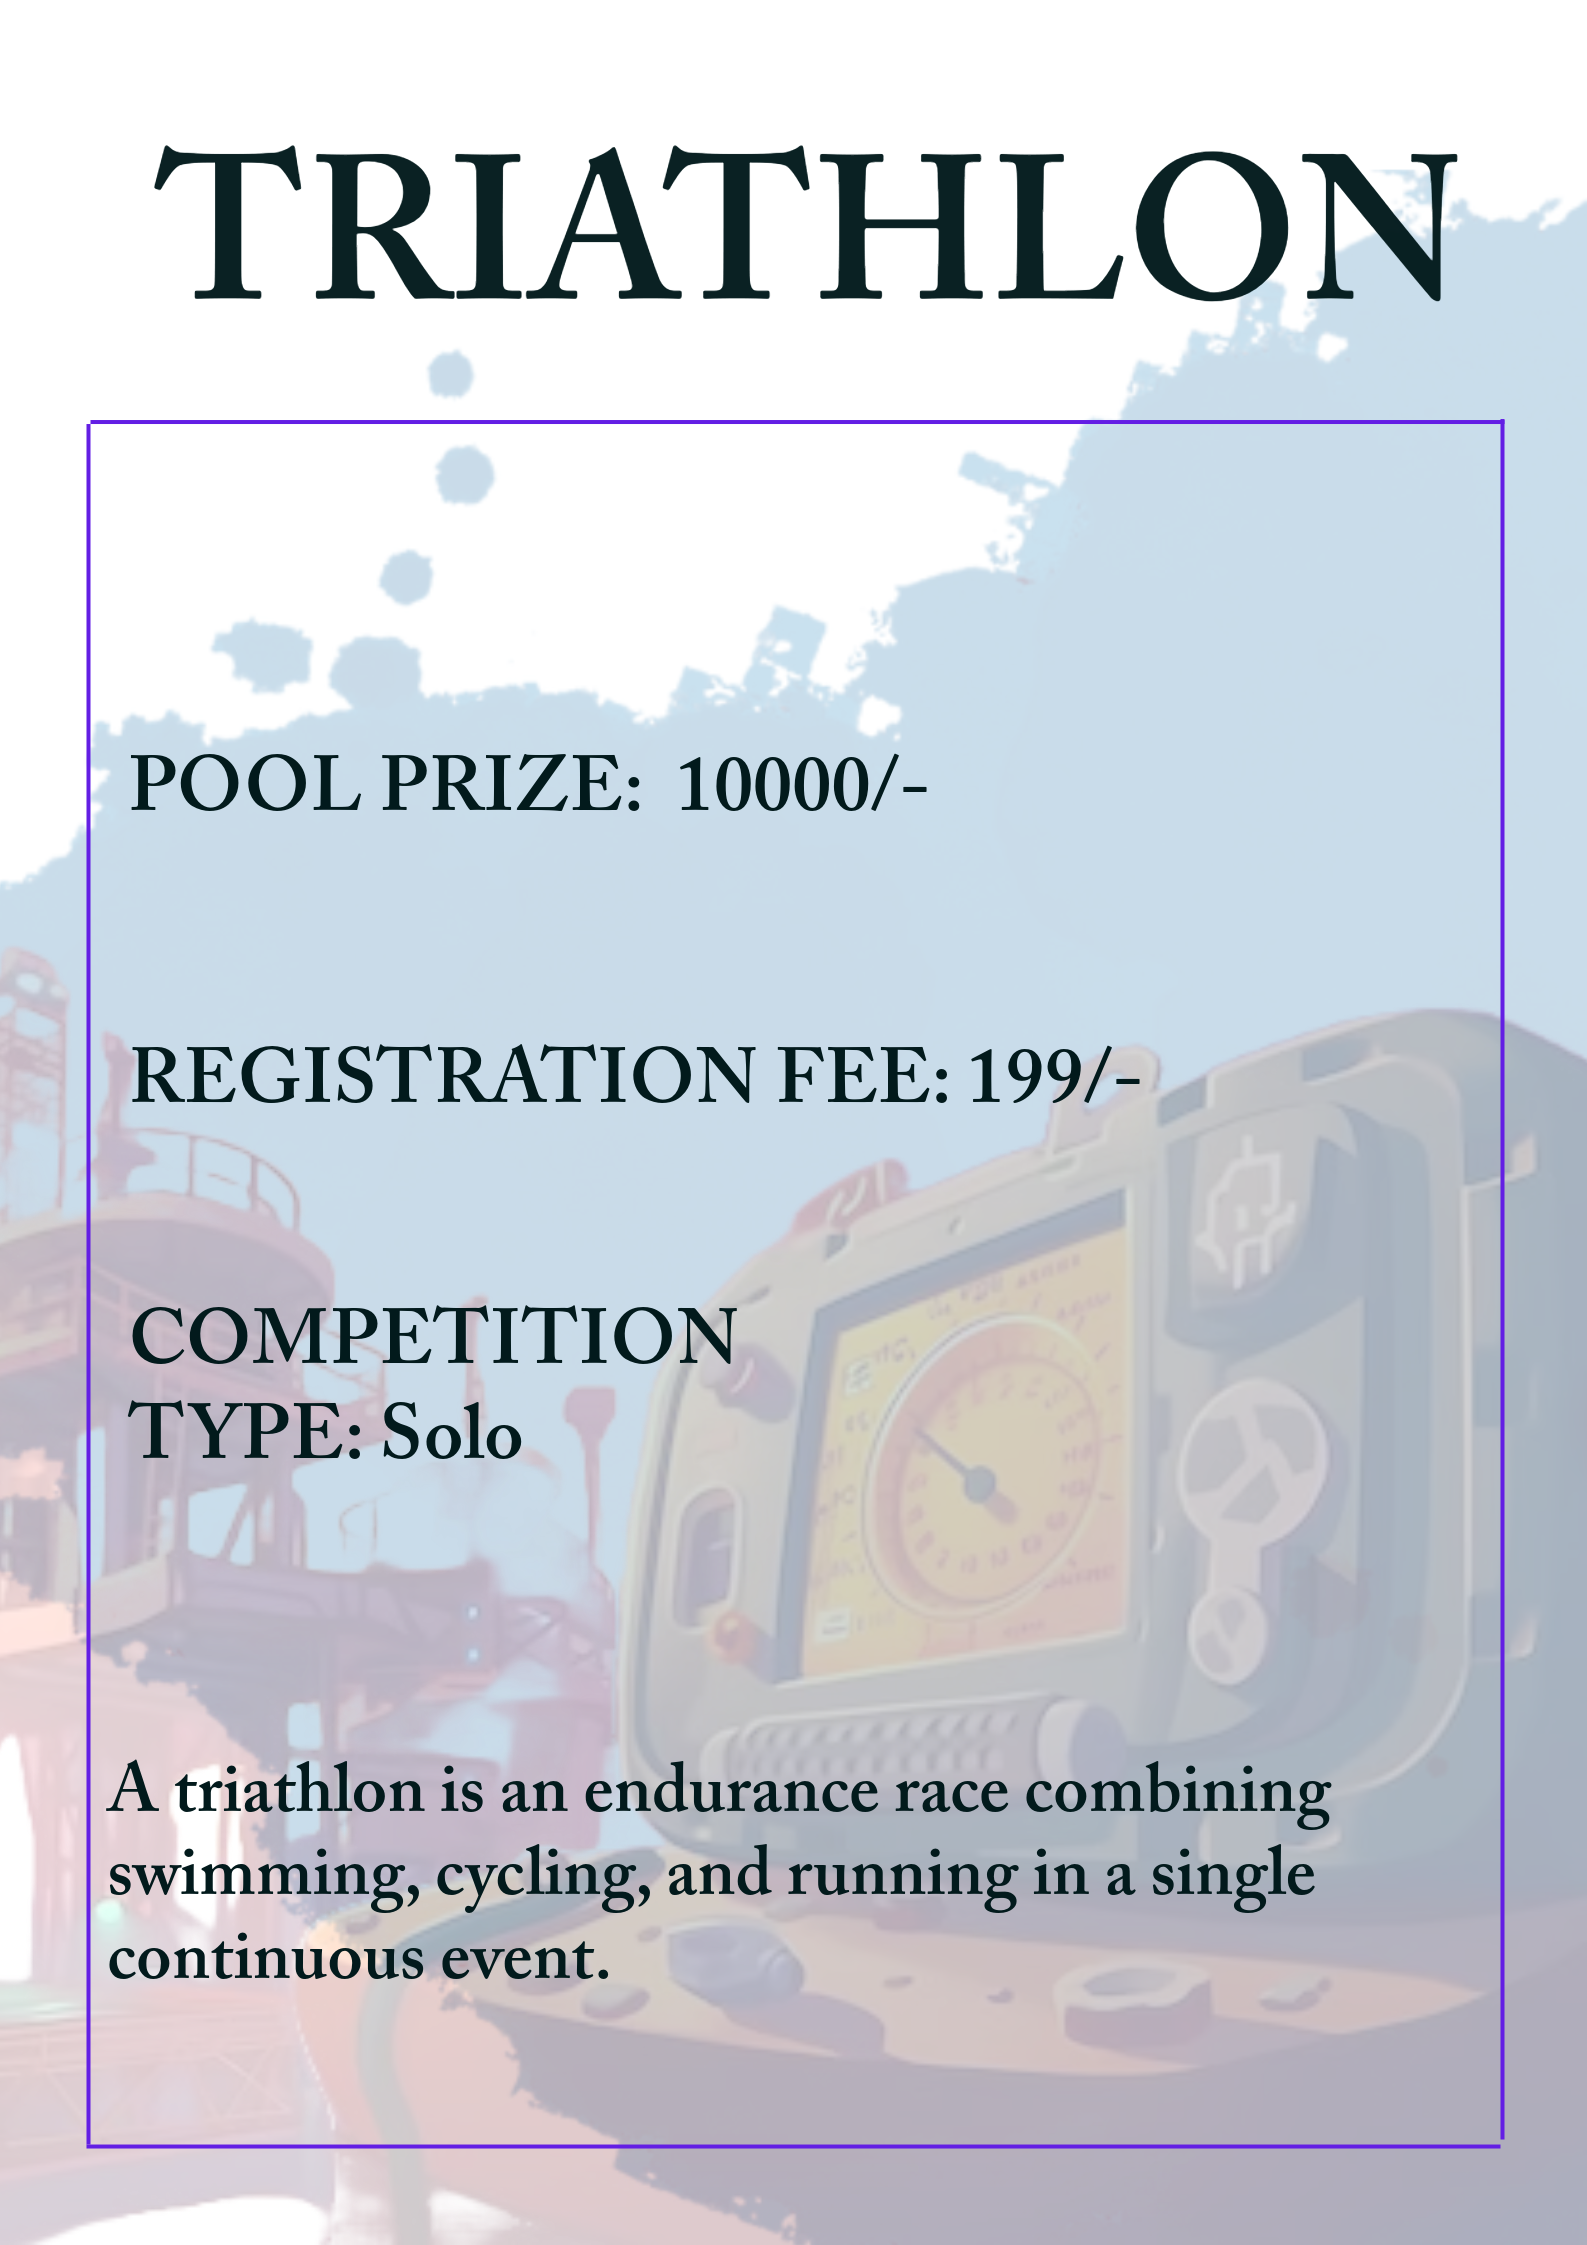 TRIATHLON
POOL PRIZE: 10000/-
REGISTRATION FEE: 199/-
COMPETITION
TYPE: Solo
A triathlon is an endurance race combining
swimming, cycling, and running in a single
continuous event.